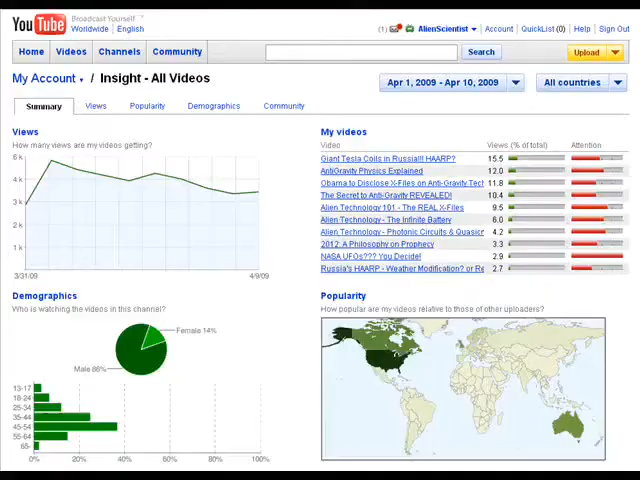 You Tube Broadcast Yourself™
Worldwide | English
(1) AlienScientist ▼ | Account | QuickList (0) | Help | Sign Out
Home Videos Channels Community Search Upload
My Account / Insight - All Videos
Apr 1, 2009 - Apr 10, 2009 All countries
Summary Views Popularity Demographics Community
Views
How many views are my videos getting?
6 k
4 k
2 k
1 k
3/31/09 4/9/09
My videos
Video Views (% of total) Attention
Giant Tesla Coils in Russia!!! HAARP? 15.5
AntiGravity Physics Explained 12.0
Obama to Disclose X-Files on Anti-Gravity Tecl 11.8
The Secret to Anti-Gravity REVEALED! 10.4
Alien Technology 101 - The REAL X-Files 9.5
Alien Technology - The Infinite Battery 6.0
Alien Technology - Photonic Circuits & Quasicr 4.2
2012: A Philosophy on Prophecy 3.3
NASA UFOs??? You Decide! 2.9
Russia's HAARP - Weather Modification? or Re 2.7
Demographics
Who is watching the videos in this channel?
Female 14%
Male 86%
13-17
18-24
25-34
35-44
45-54
55-64
65-
0% 20% 40% 60% 80% 100%
Popularity
How popular are my videos relative to those of other uploaders?